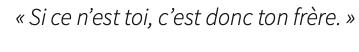 « Si ce n’est toi, c’est donc ton frère. »